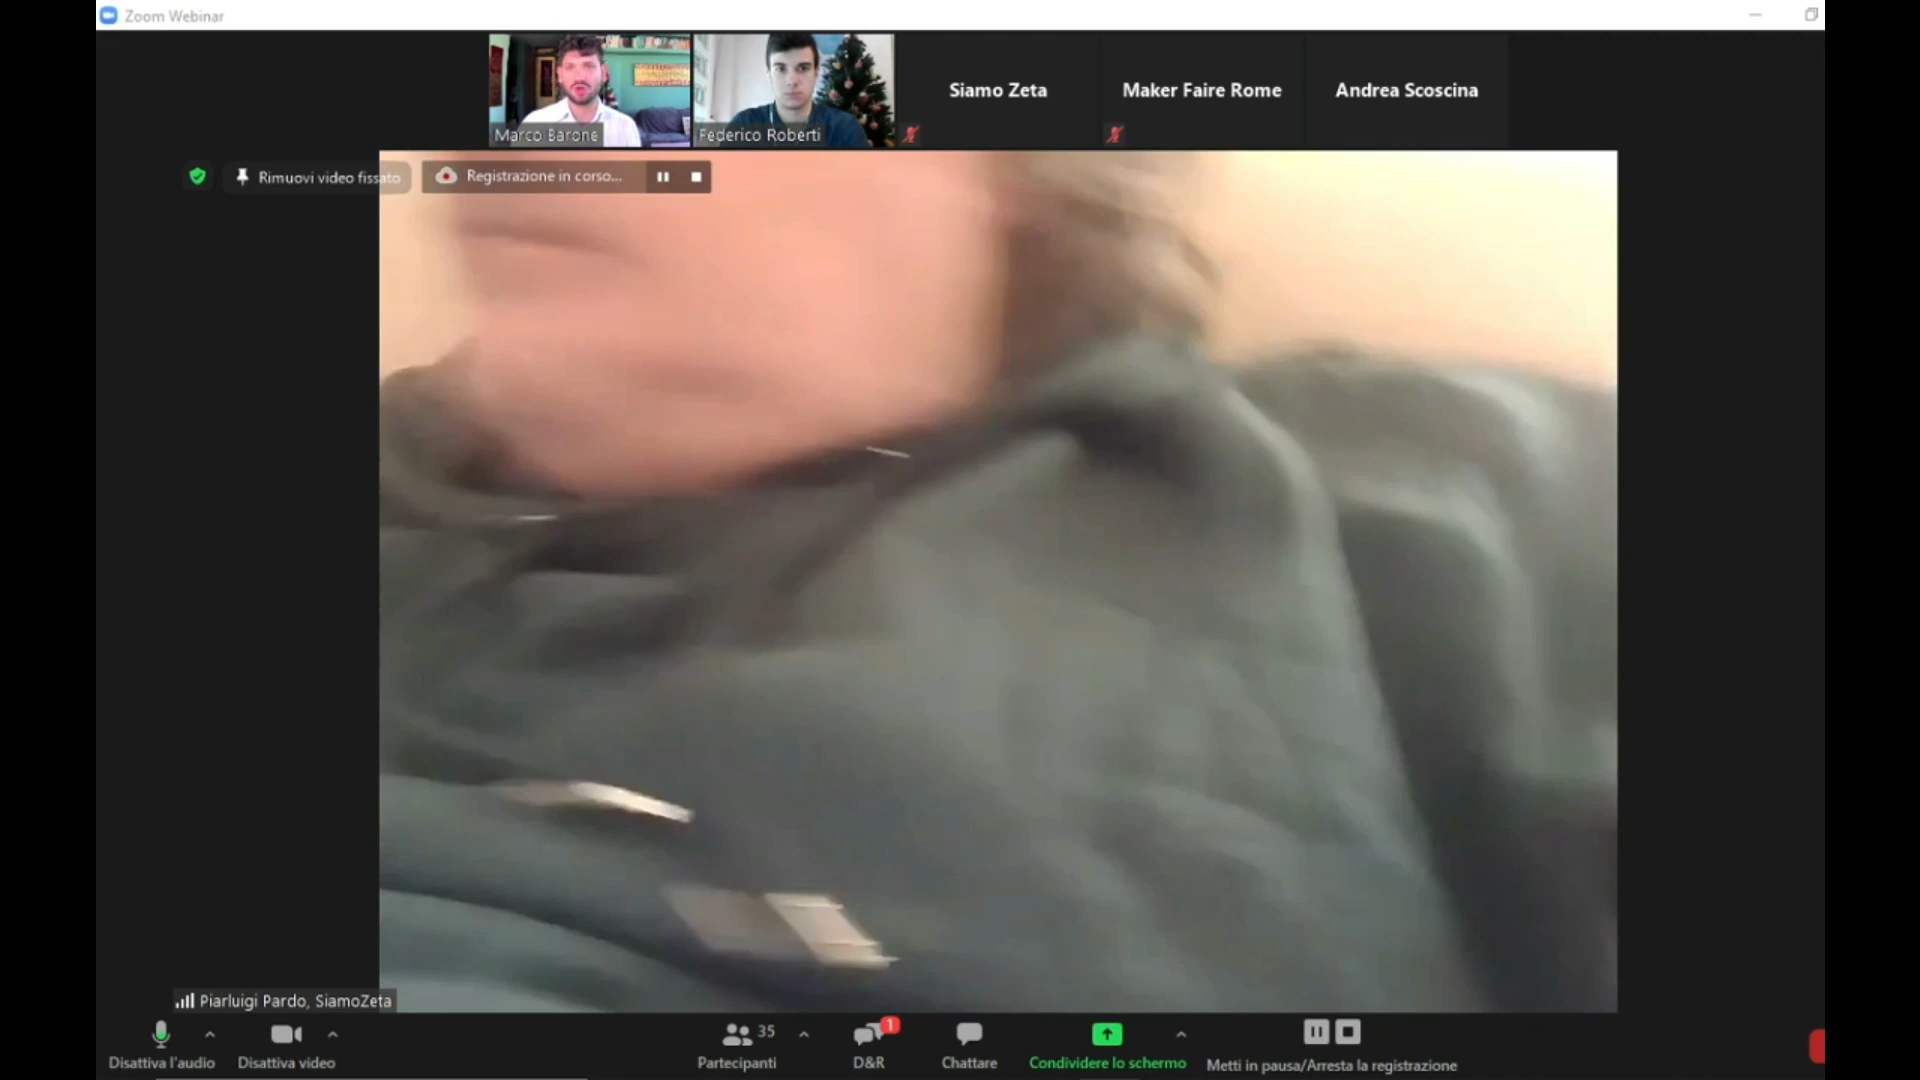 Zoom Webinar
Marco Barone
Federico Roberti
Siamo Zeta
Maker Faire Rome
Andrea Scoscina
Rimuovi video fissato
Registrazione in corso...
Piarluigi Pardo, SiamoZeta
Disattiva l'audio
Disattiva video
35
Partecipanti
1
D&R
Chattare
Condividere lo schermo
Metti in pausa/Arresta la registrazione